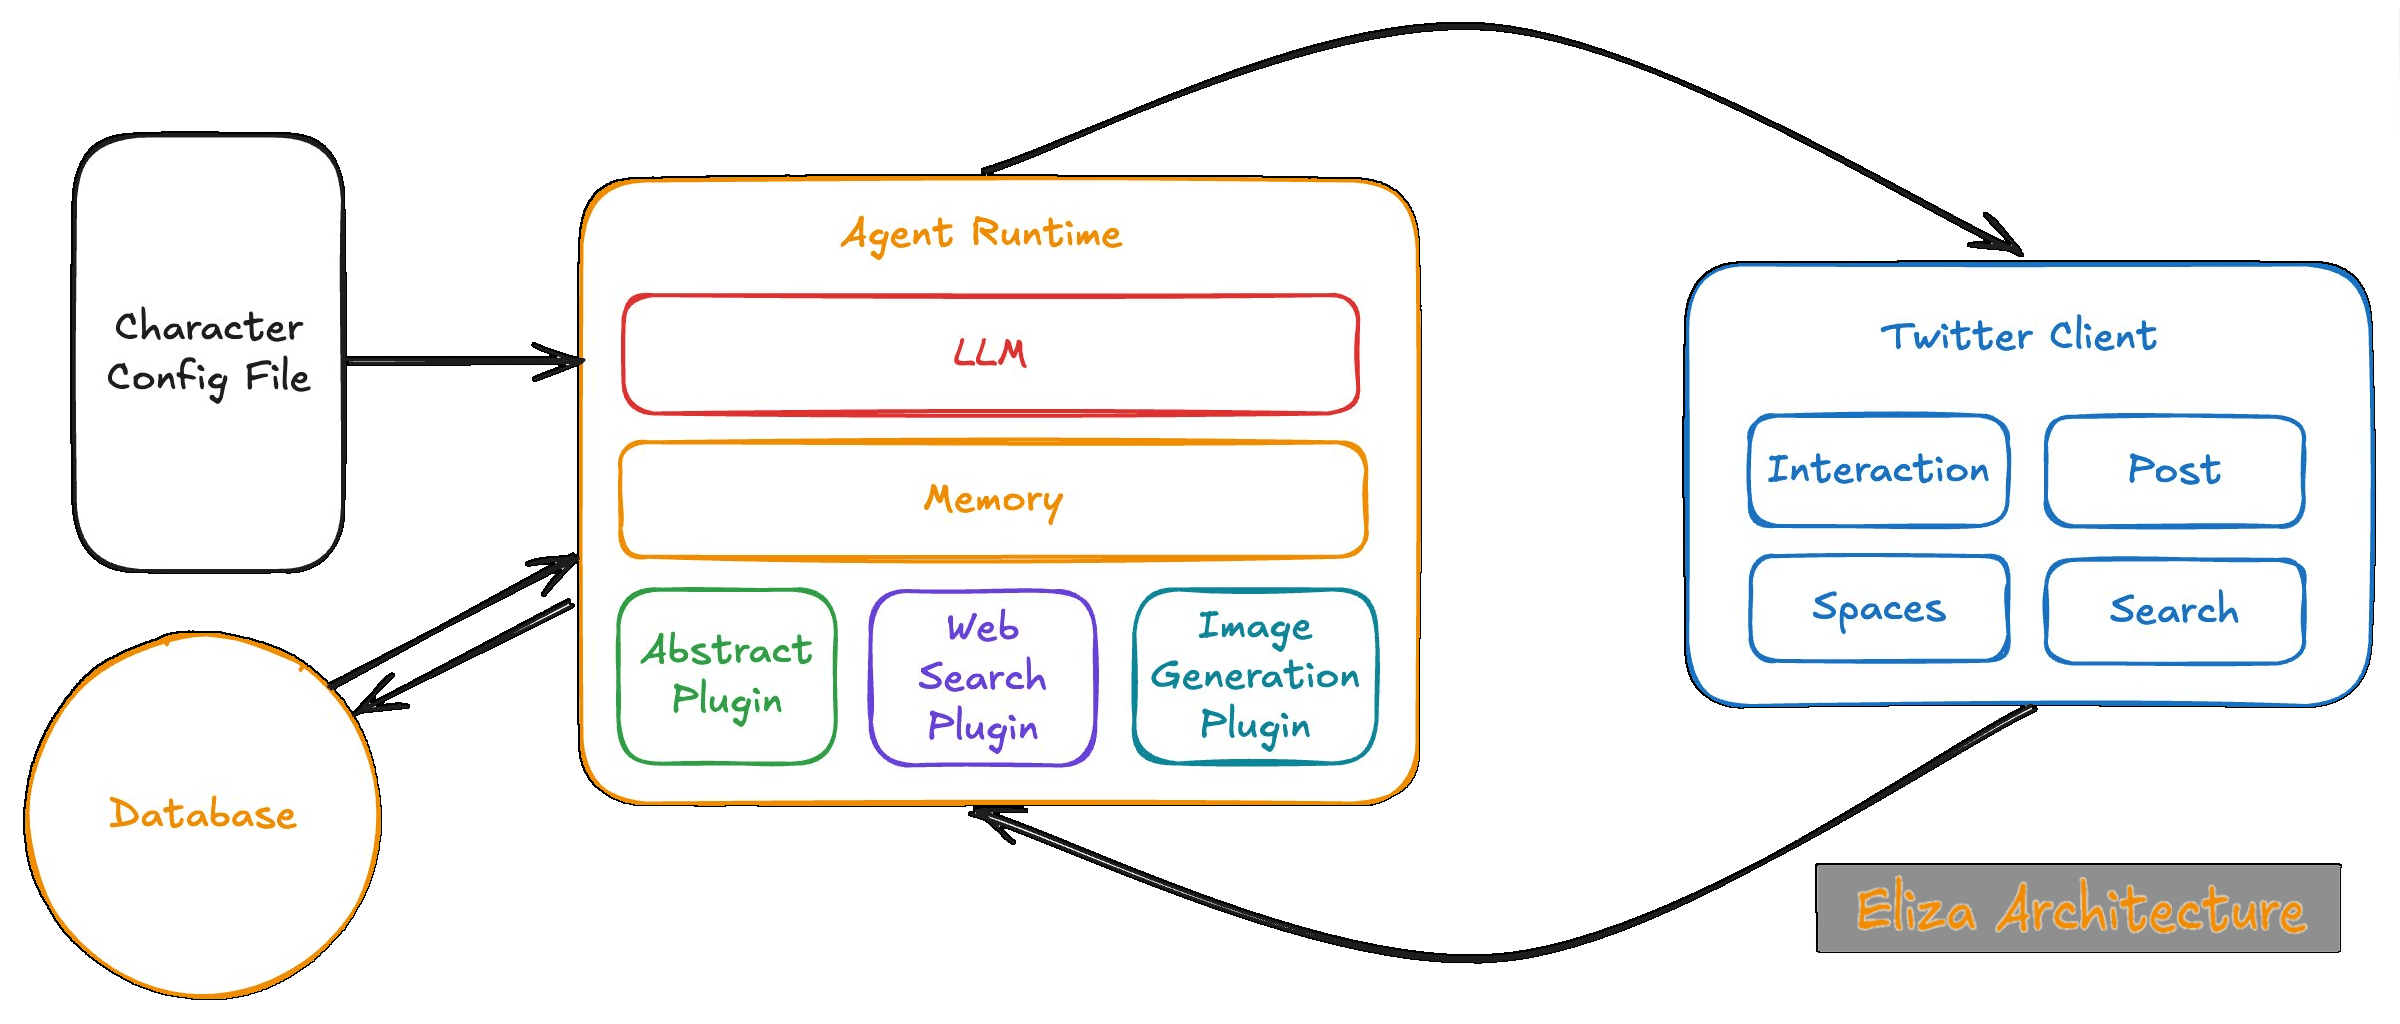 Character
Config File
Database
Agent Runtime
LLM
Memory
Abstract
Plugin
Web
Search
Plugin
Image
Generation
Plugin
Twitter Client
Interaction
Post
Spaces
Search
Eliza Architecture